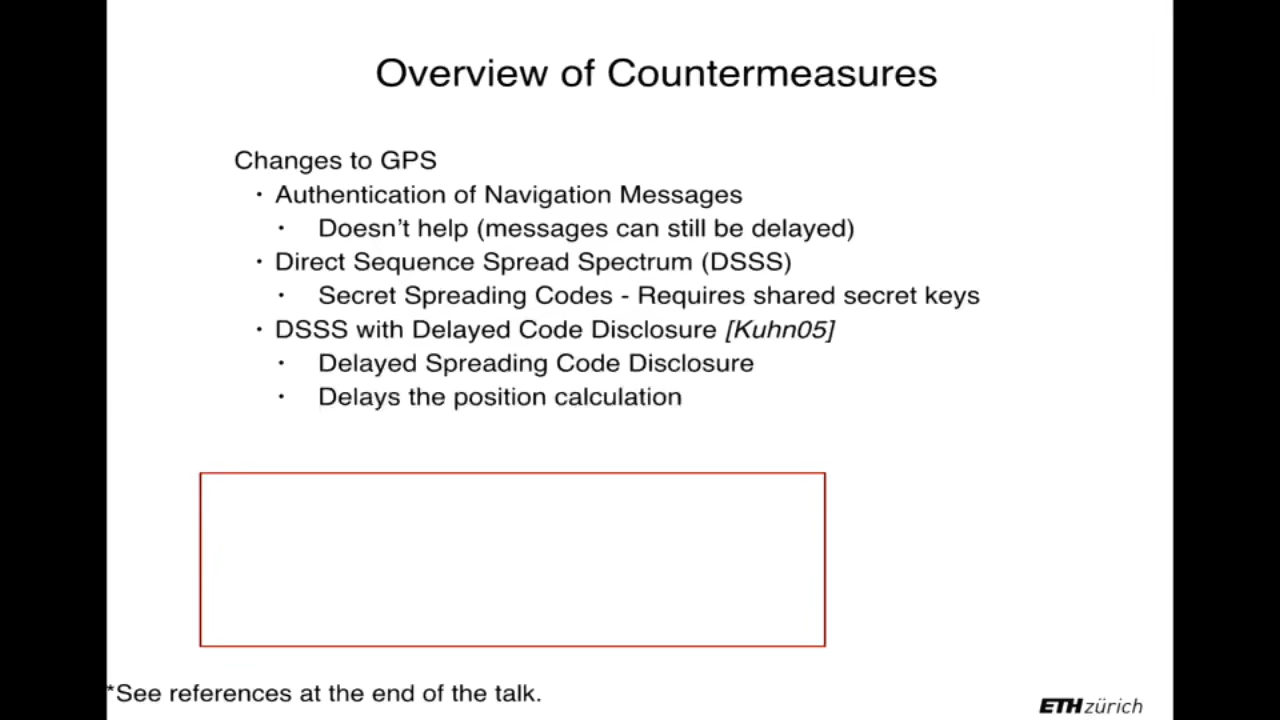 Overview of Countermeasures
Changes to GPS
· Authentication of Navigation Messages
· Doesn't help (messages can still be delayed)
· Direct Sequence Spread Spectrum (DSSS)
· Secret Spreading Codes - Requires shared secret keys
· DSSS with Delayed Code Disclosure [Kuhn05]
· Delayed Spreading Code Disclosure
· Delays the position calculation
*See references at the end of the talk.
ETH zürich